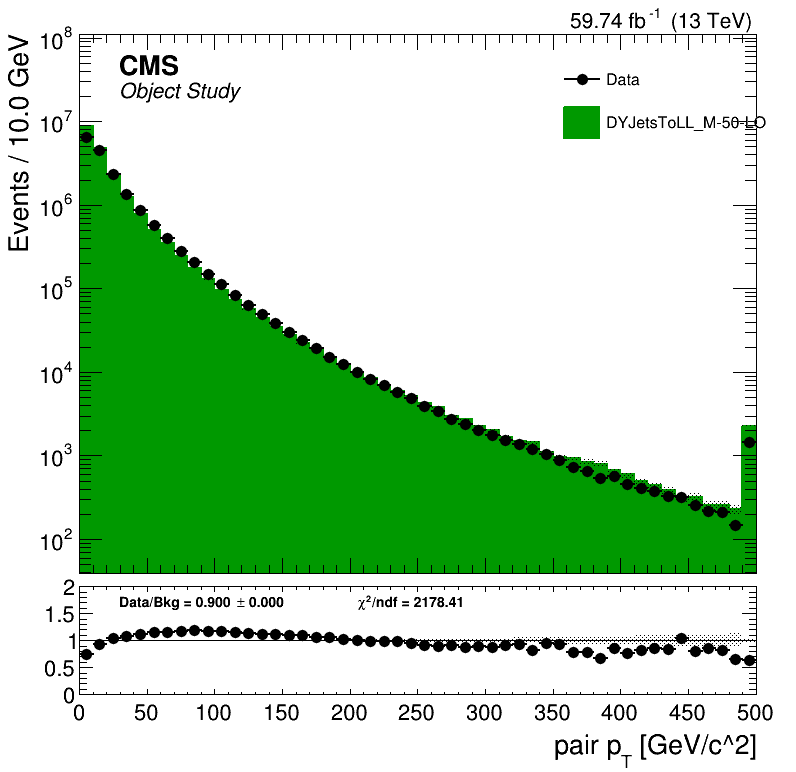 59.74 fb⁻¹ (13 TeV)
Events / 10.0 GeV
10⁸
10⁷
10⁶
10⁵
10⁴
10³
10²
CMS
Object Study
Data
DYJetsToLL_M-50-LO
2
1.5
1
0.5
0
Data/Bkg = 0.900 ± 0.000 χ²/ndf = 2178.41
0 50 100 150 200 250 300 350 400 450 500
pair p_T [GeV/c^2]